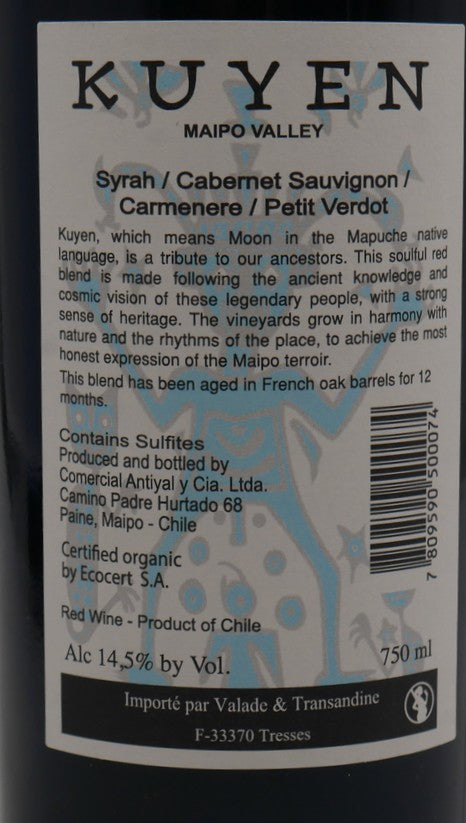 KUYEN
MAIPO VALLEY
Syrah / Cabernet Sauvignon /
Carmenere / Petit Verdot
Kuyen, which means Moon in the Mapuche native
language, is a tribute to our ancestors. This soulful red
blend is made following the ancient knowledge and
cosmic vision of these legendary people, with a strong
sense of heritage. The vineyards grow in harmony with
nature and the rhythms of the place, to achieve the most
honest expression of the Maipo terroir.
This blend has been aged in French oak barrels for 12
months.
Contains Sulfites
Produced and bottled by
Comercial Antiyal y Cia. Ltda.
Camino Padre Hurtado 68
Paine, Maipo - Chile
7 809590 500074
Certified organic
by Ecocert S.A.
Red Wine - Product of Chile
Alc 14,5% by Vol.
750 ml
Importé par Valade & Transandine
F-33370 Tresses